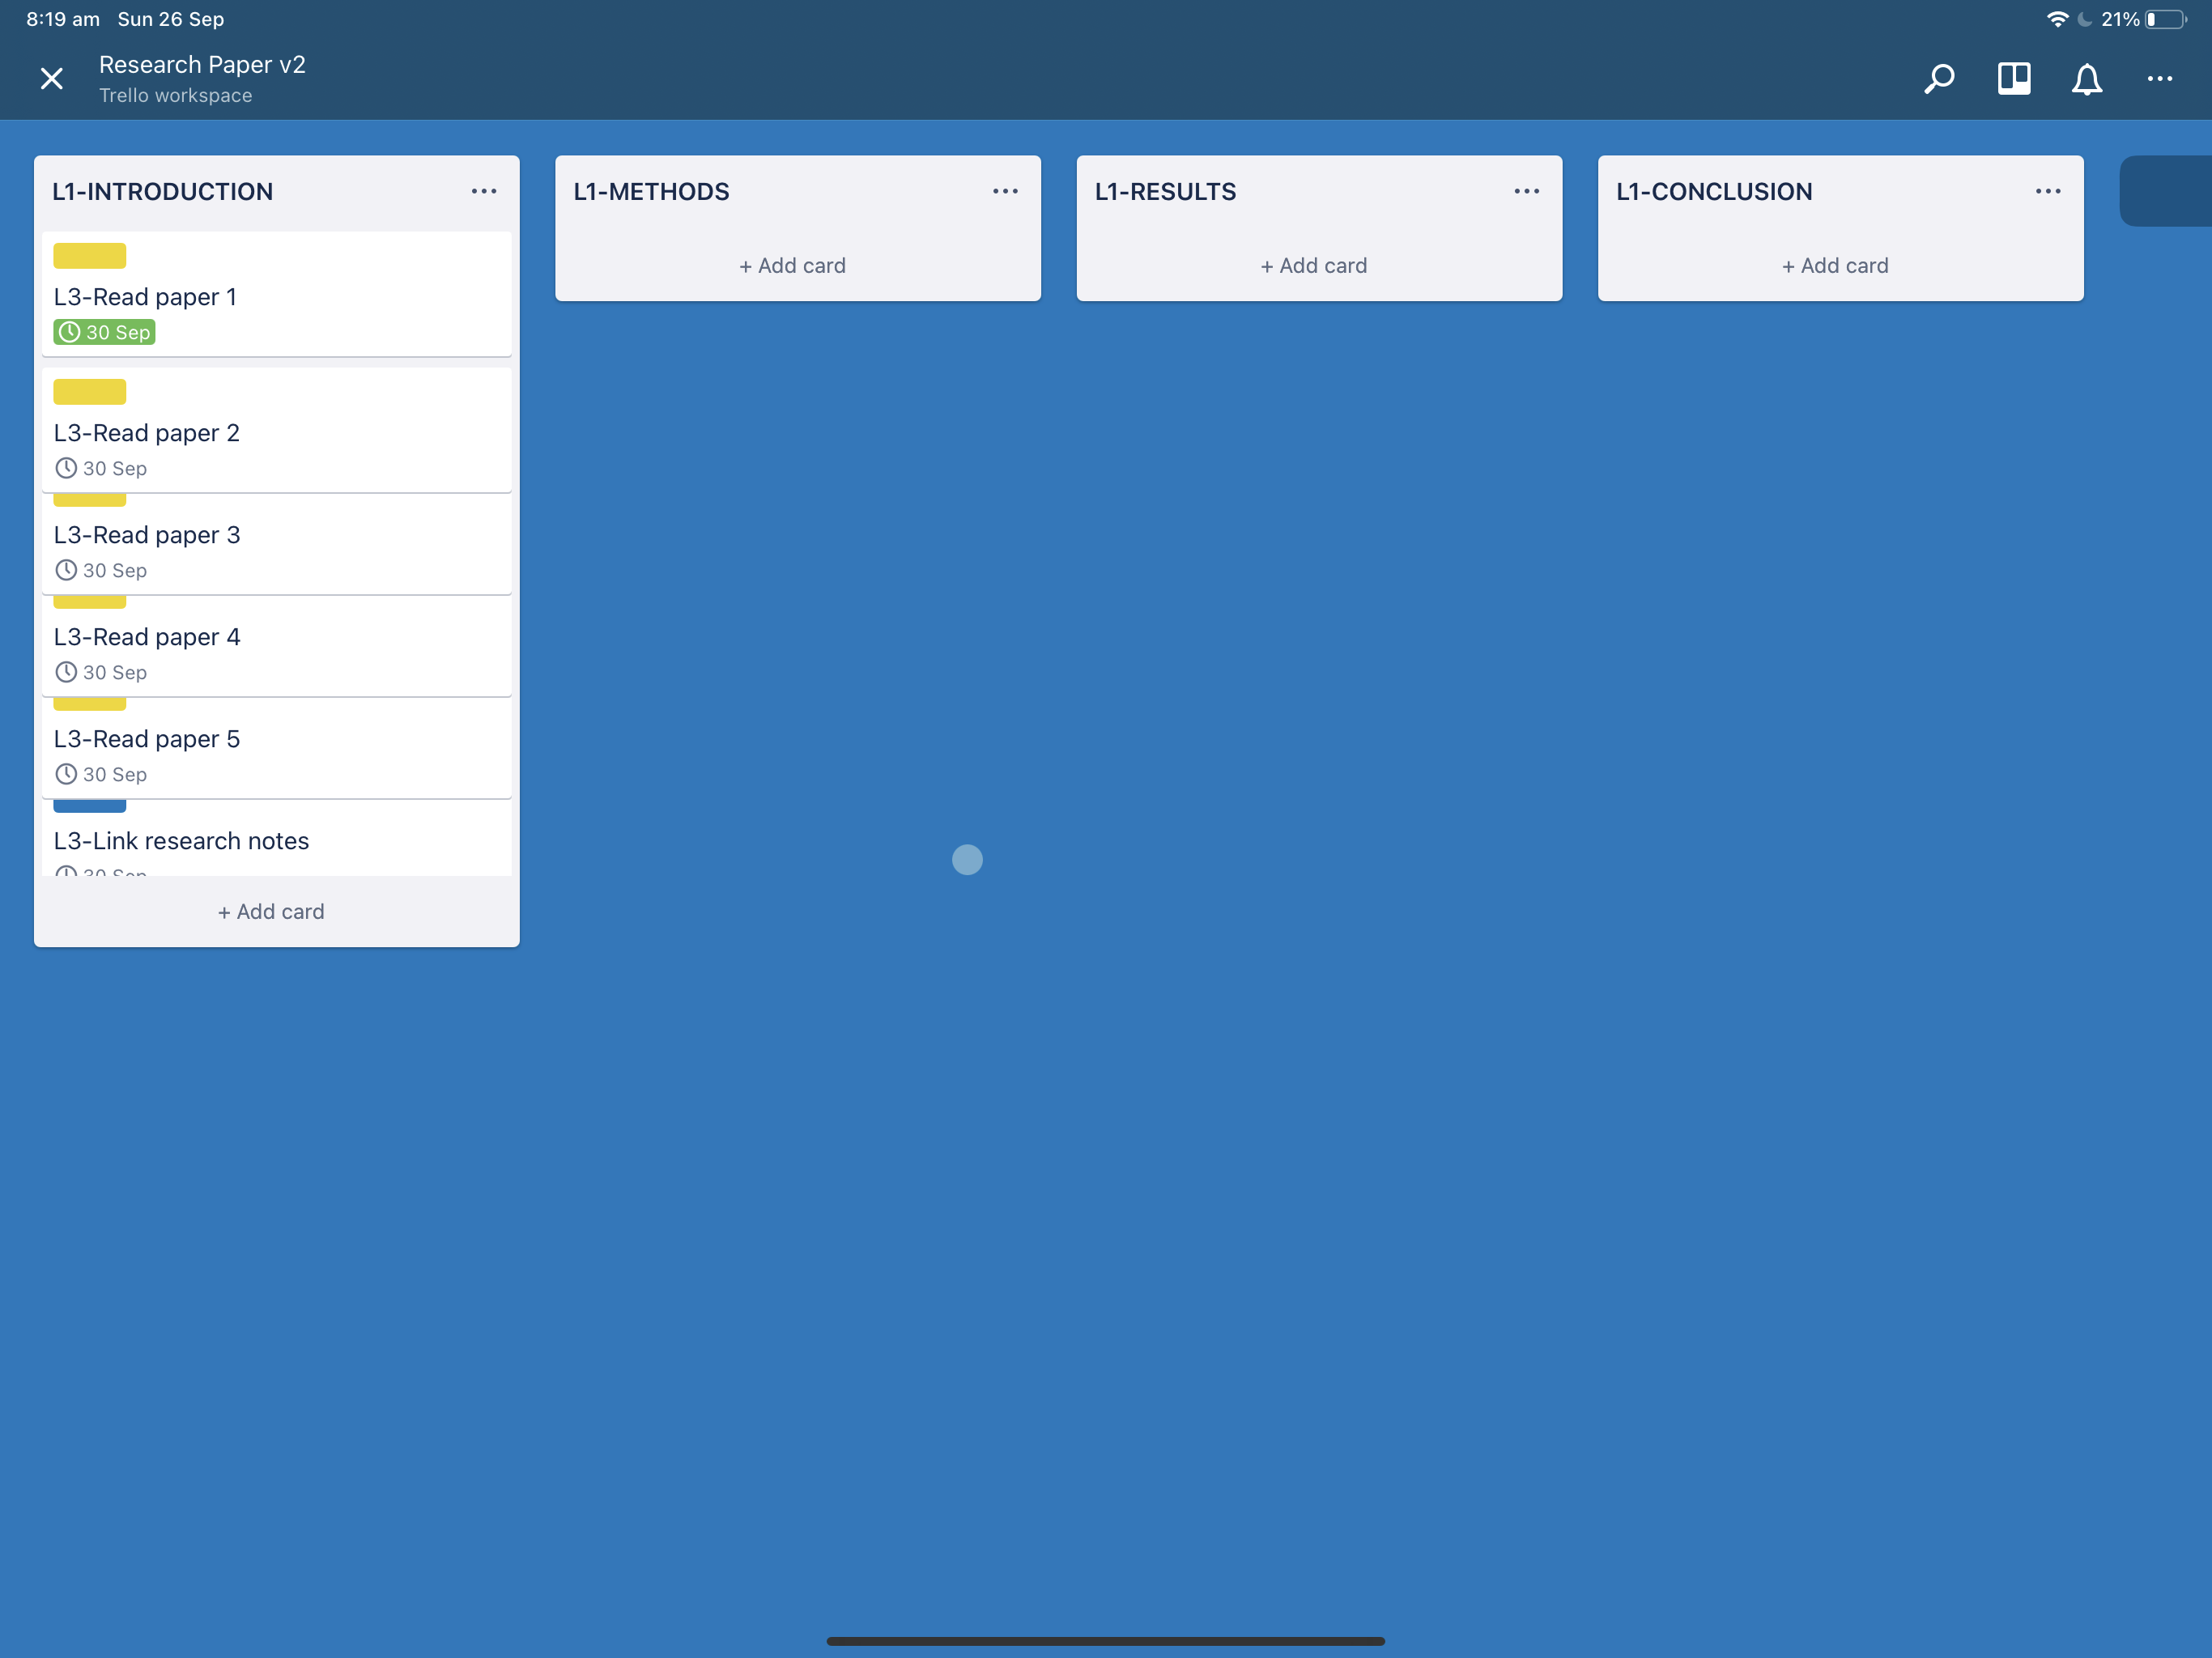 8:19 am Sun 26 Sep
21%
Research Paper v2
Trello workspace
L1-INTRODUCTION
L3-Read paper 1
30 Sep
L3-Read paper 2
30 Sep
L3-Read paper 3
30 Sep
L3-Read paper 4
30 Sep
L3-Read paper 5
30 Sep
L3-Link research notes
30 Sep
+ Add card
L1-METHODS
+ Add card
L1-RESULTS
+ Add card
L1-CONCLUSION
+ Add card